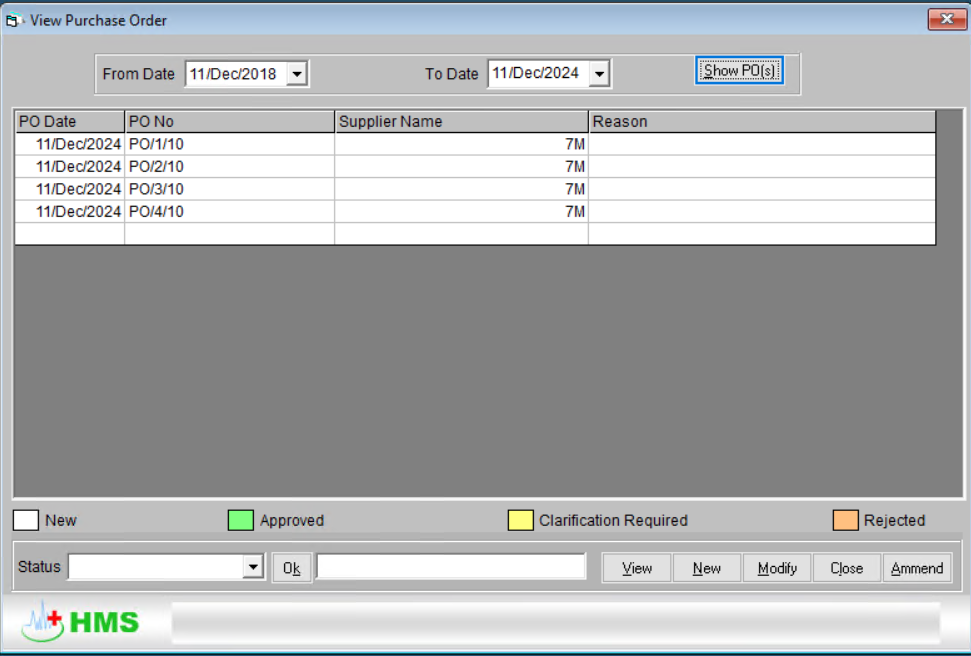 View Purchase Order
From Date 11/Dec/2018 To Date 11/Dec/2024 Show PO(s)
PO Date PO No Supplier Name Reason
11/Dec/2024 PO/1/10 7M
11/Dec/2024 PO/2/10 7M
11/Dec/2024 PO/3/10 7M
11/Dec/2024 PO/4/10 7M
New Approved Clarification Required Rejected
Status Ok View New Modify Close Ammend
HMS